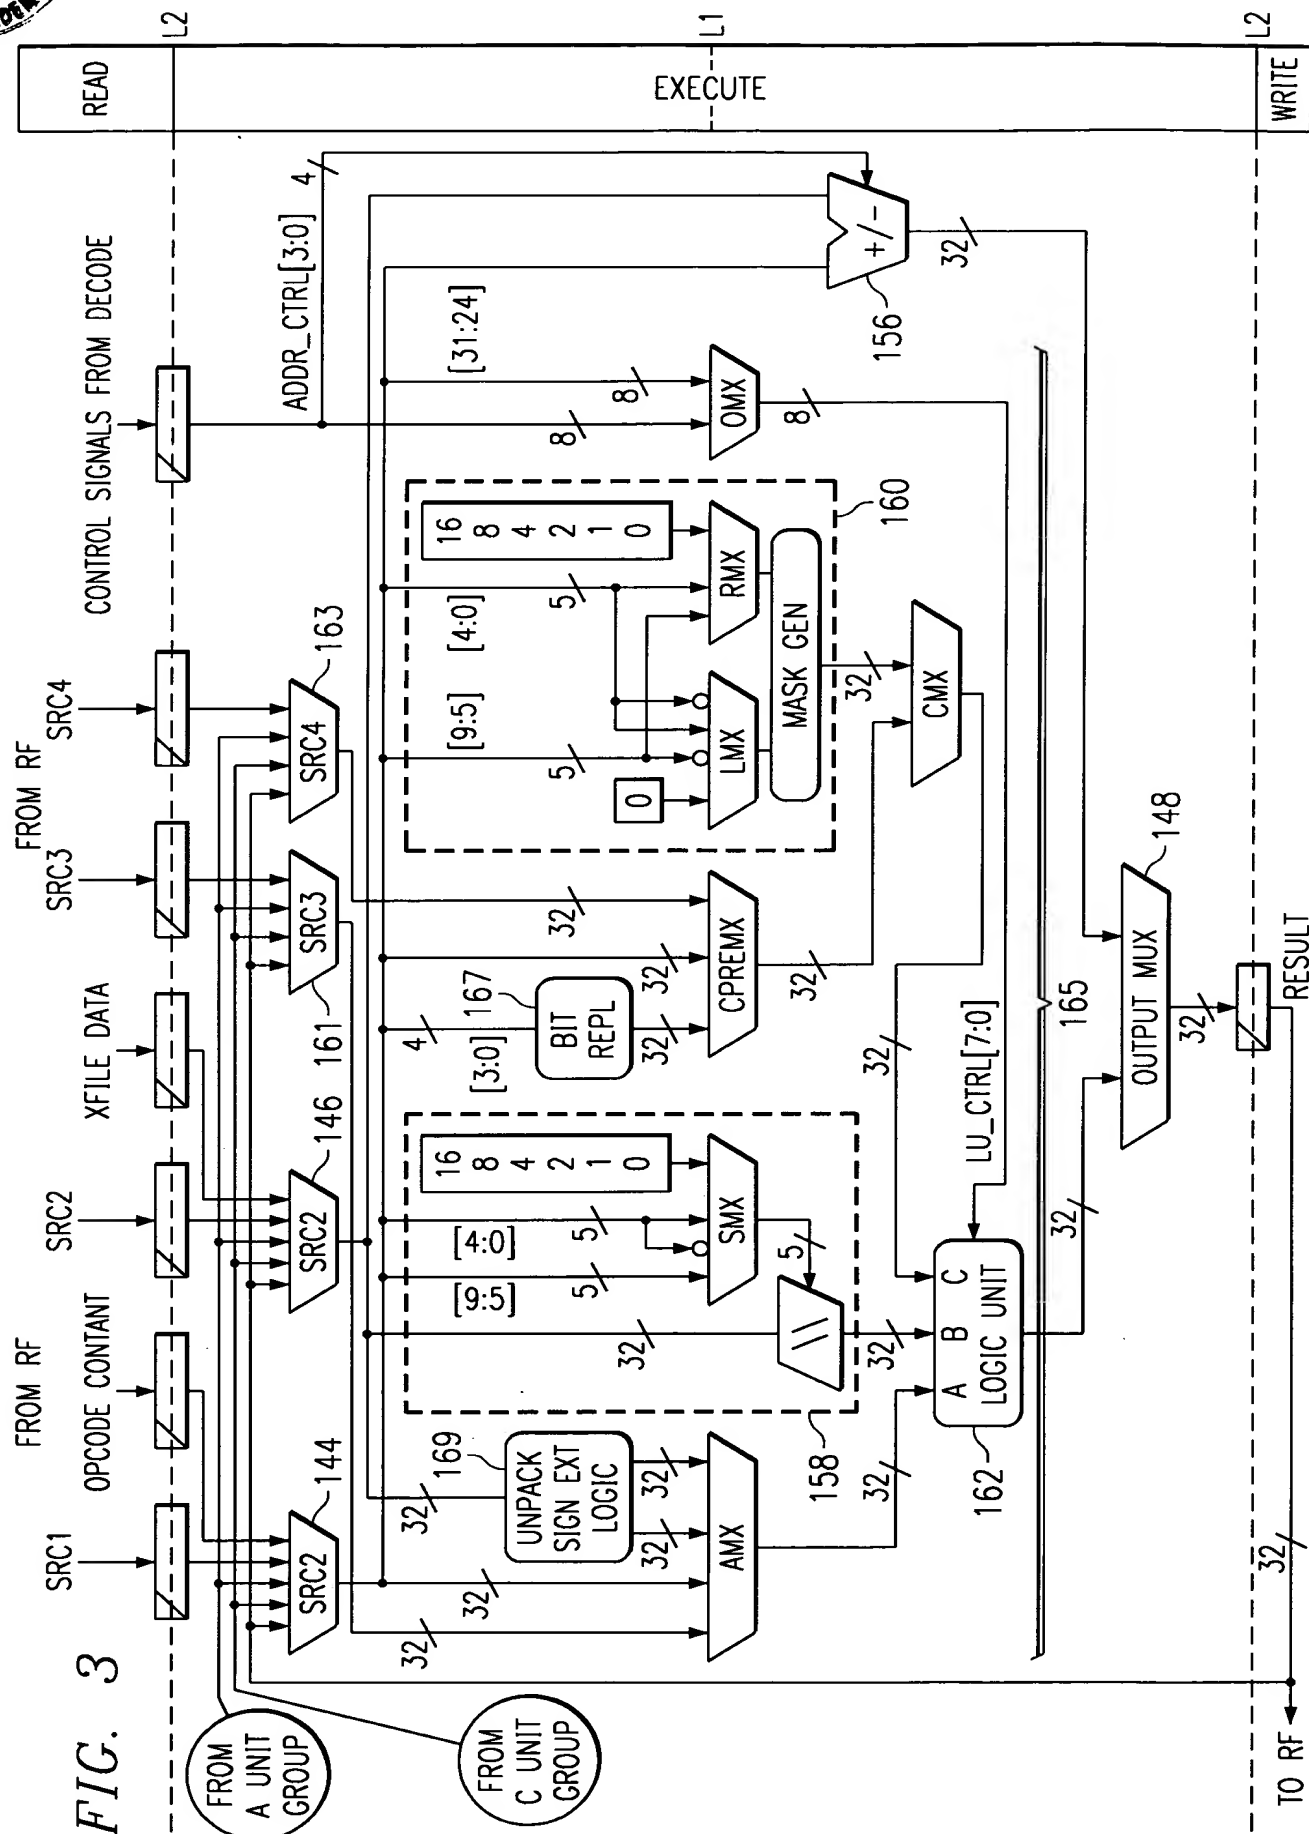 FIG. 3
FROM RF
FROM RF
SRC1
OPCODE CONTANT
SRC2
XFILE DATA
SRC3
SRC4
CONTROL SIGNALS FROM DECODE
READ
L2
FROM
A UNIT
GROUP
FROM
C UNIT
GROUP
SRC2
144
SRC2
146
SRC3
161
SRC4
163
ADDR_CTRL[3:0]
4
EXECUTE
L1
32
32
32
169
UNPACK
SIGN EXT
LOGIC
32
32
AMX
32
158
32
[9:5]
[4:0]
5
5
16
8
4
2
1
0
SMX
5
//
32
4
[3:0]
167
BIT
REPL
32
32
32
CPREMX
32
0
[9:5]
[4:0]
5
5
16
8
4
2
1
0
LMX
RMX
MASK GEN
160
32
CMX
32
[31:24]
8
8
OMX
8
+/-
156
32
A
B
C
LOGIC UNIT
162
LU_CTRL[7:0]
165
32
OUTPUT MUX
148
32
L2
WRITE
RESULT
32
TO RF